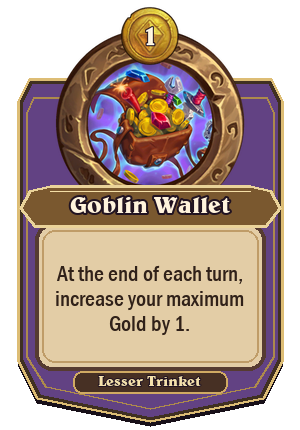 1
Goblin Wallet
At the end of each turn,
increase your maximum
Gold by 1.
Lesser Trinket